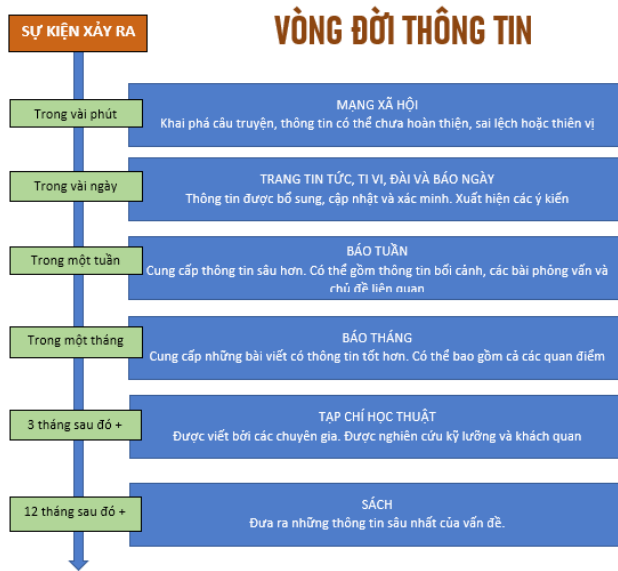 SỰ KIỆN XẢY RA
VÒNG ĐỜI THÔNG TIN
Trong vài phút
MẠNG XÃ HỘI
Khai phá câu truyện, thông tin có thể chưa hoàn thiện, sai lệch hoặc thiên vị
Trong vài ngày
TRANG TIN TỨC, TI VI, ĐÀI VÀ BÁO NGÀY
Thông tin được bổ sung, cập nhật và xác minh. Xuất hiện các ý kiến
Trong một tuần
BÁO TUẦN
Cung cấp thông tin sâu hơn. Có thể gồm thông tin bối cảnh, các bài phỏng vấn và
chủ đề liên quan
Trong một tháng
BÁO THÁNG
Cung cấp những bài viết có thông tin tốt hơn. Có thể bao gồm cả các quan điểm
3 tháng sau đó +
TẠP CHÍ HỌC THUẬT
Được viết bởi các chuyên gia. Được nghiên cứu kỹ lưỡng và khách quan
12 tháng sau đó +
SÁCH
Đưa ra những thông tin sâu nhất của vấn đề.